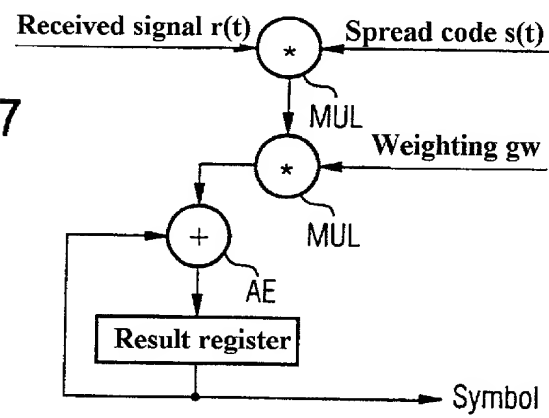 Received signal r(t)
Spread code s(t)
*
7
MUL
Weighting gw
*
MUL
+
AE
Result register
Symbol